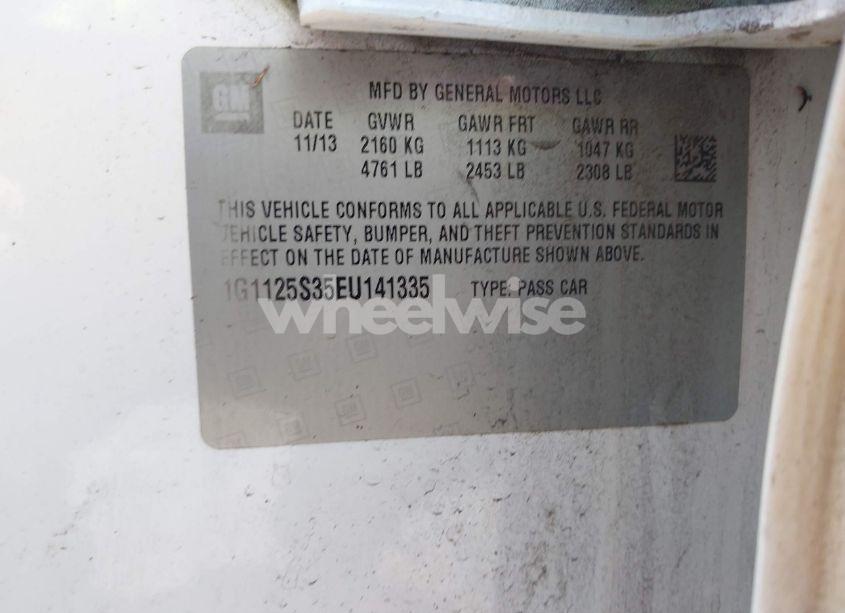 GM
MFD BY GENERAL MOTORS LLC
DATE GVWR GAWR FRT GAWR RR
11/13 2160 KG 1113 KG 1047 KG
4761 LB 2453 LB 2308 LB
THIS VEHICLE CONFORMS TO ALL APPLICABLE U.S. FEDERAL MOTOR
VEHICLE SAFETY, BUMPER, AND THEFT PREVENTION STANDARDS IN
EFFECT ON THE DATE OF MANUFACTURE SHOWN ABOVE.
1G1125S35EU141335 TYPE: PASS CAR
wheelwise